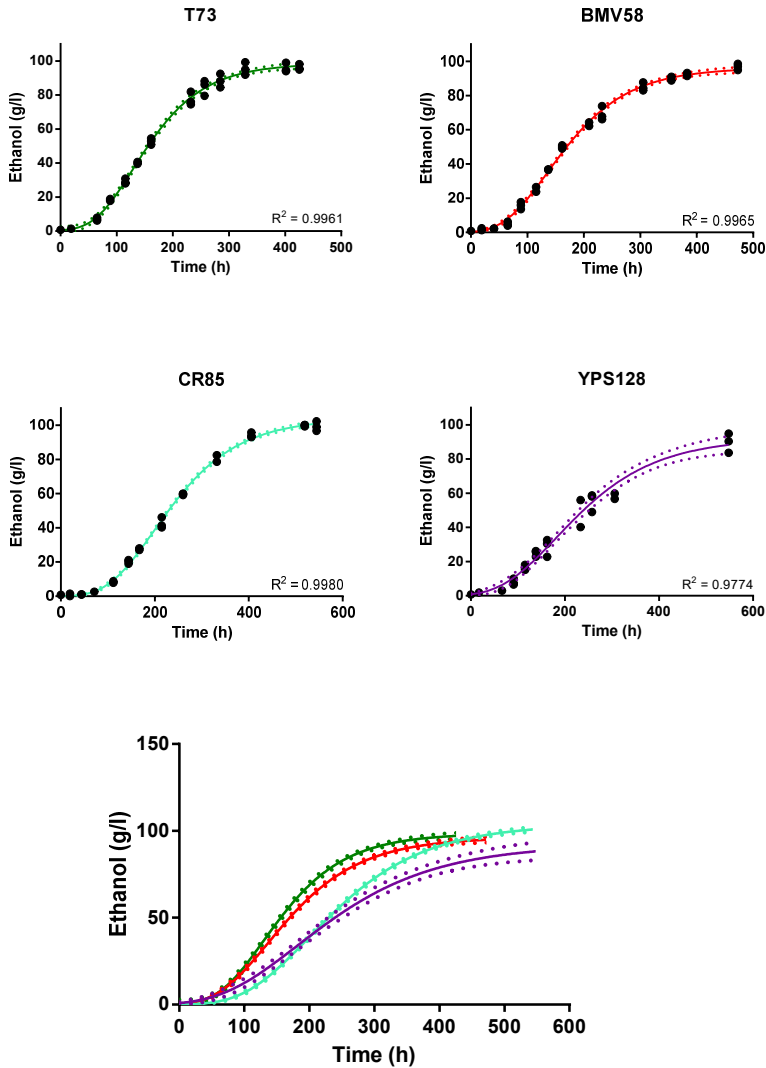 T73
Ethanol (g/l)
100
80
60
40
20
0
R² = 0.9961
0 100 200 300 400 500
Time (h)
BMV58
Ethanol (g/l)
100
80
60
40
20
0
R² = 0.9965
0 100 200 300 400 500
Time (h)
CR85
Ethanol (g/l)
100
80
60
40
20
0
R² = 0.9980
0 200 400 600
Time (h)
YPS128
Ethanol (g/l)
100
80
60
40
20
0
R² = 0.9774
0 200 400 600
Time (h)
Ethanol (g/l)
150
100
50
0
0 100 200 300 400 500 600
Time (h)